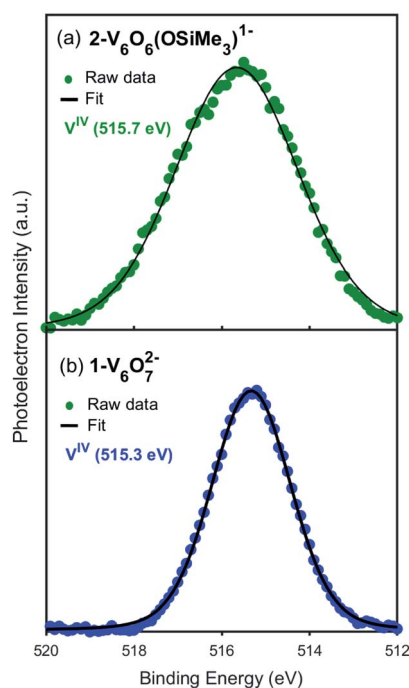 (a) 2-V₆O₆(OSiMe₃)¹⁻
Raw data
Fit
Vᴵⱽ (515.7 eV)
Photoelectron Intensity (a.u.)
(b) 1-V₆O₇²⁻
Raw data
Fit
Vᴵⱽ (515.3 eV)
520 518 516 514 512
Binding Energy (eV)